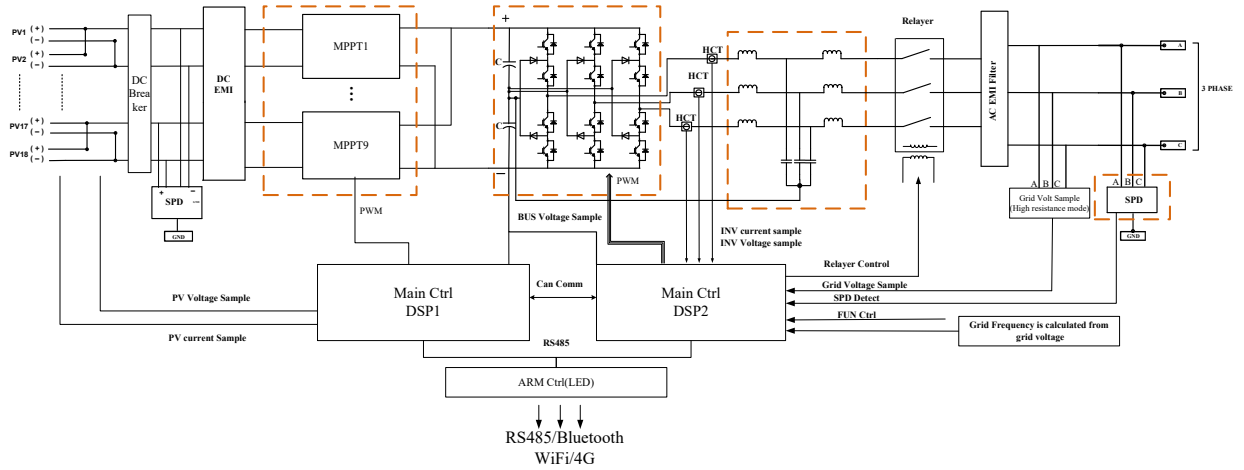 PV1 (+)
(−)
PV2 (+)
(−)
PV17 (+)
(−)
PV18 (+)
(−)
DC
Brea
ker
+
−
SPD
GND
DC
EMI
MPPT1
MPPT9
PWM
+
C
C
−
PWM
BUS Voltage Sample
HCT
HCT
HCT
INV current sample
INV Voltage sample
Relayer
AC EMI Filter
A
B
C
3 PHASE
A B C
Grid Volt Sample
(High resistance mode)
A B C
SPD
GND
Main Ctrl
DSP1
Can Comm
Main Ctrl
DSP2
Relayer Control
Grid Voltage Sample
SPD Detect
FUN Ctrl
Grid Frequency is calculated from
grid voltage
PV Voltage Sample
PV current Sample
RS485
ARM Ctrl(LED)
RS485/Bluetooth
WiFi/4G